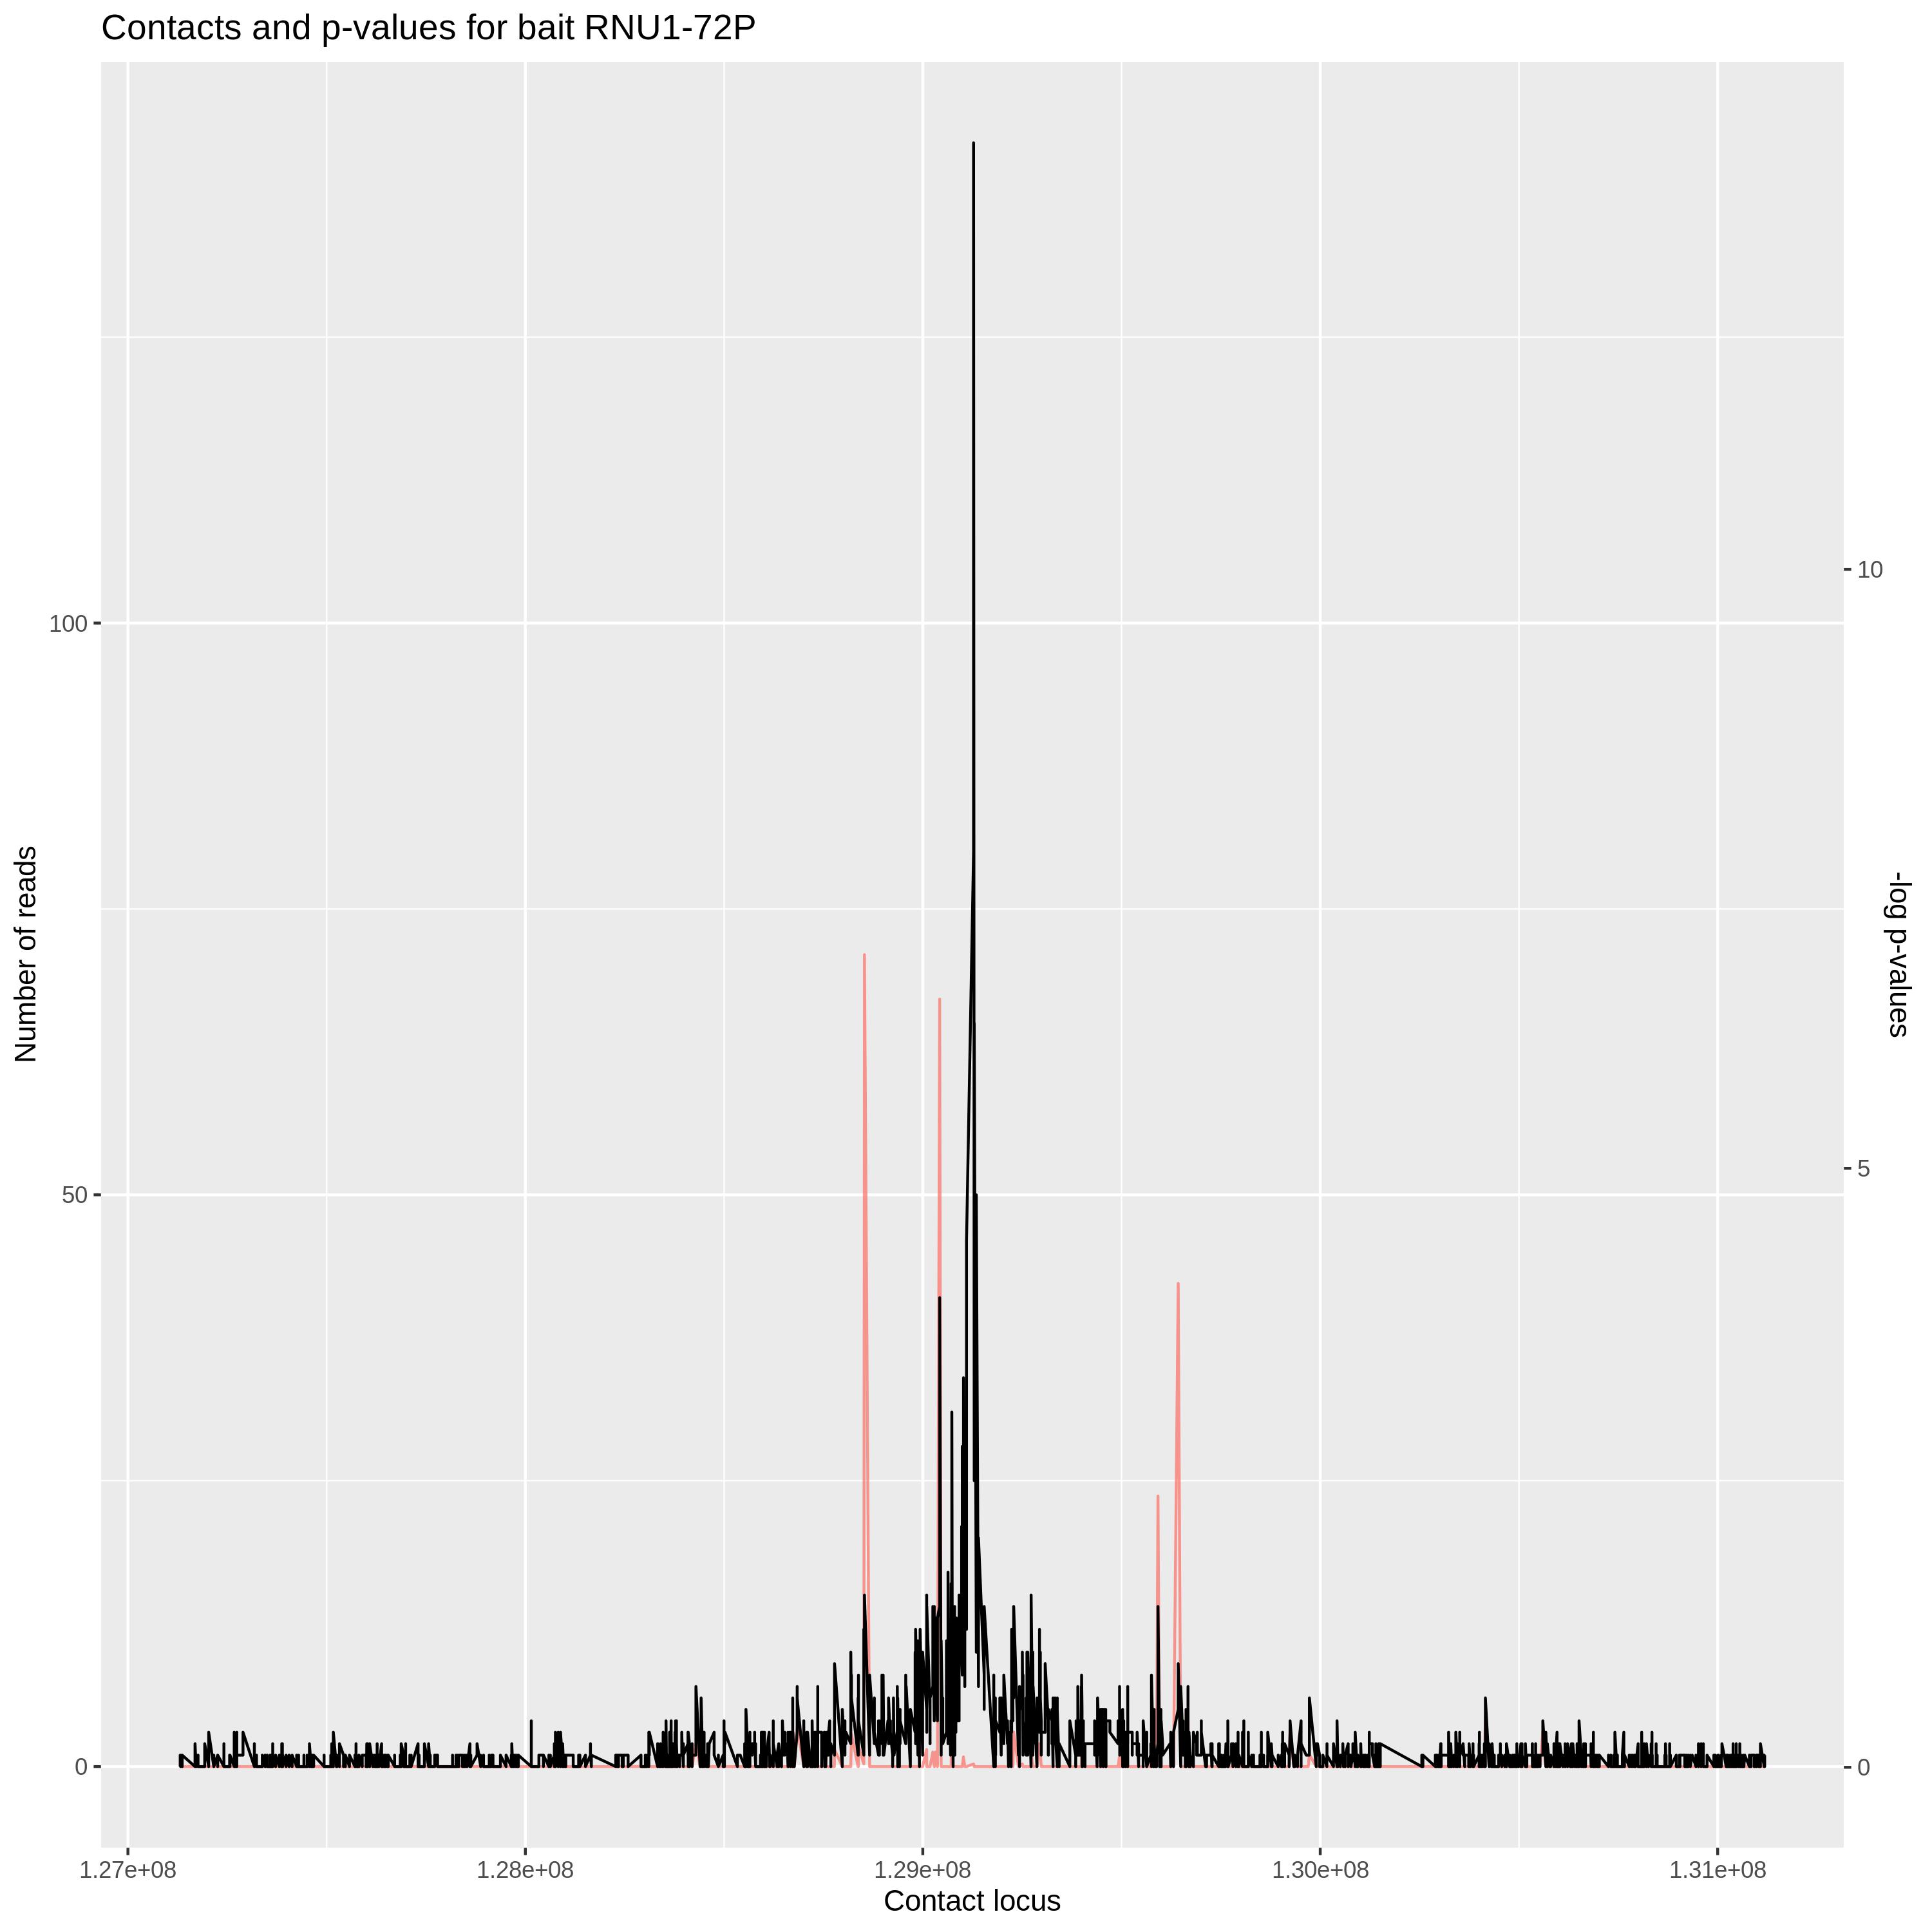 Contacts and p-values for bait RNU1-72P
Number of reads
100
50
0
10
5
0
-log p-values
1.27e+08 1.28e+08 1.29e+08 1.30e+08 1.31e+08
Contact locus